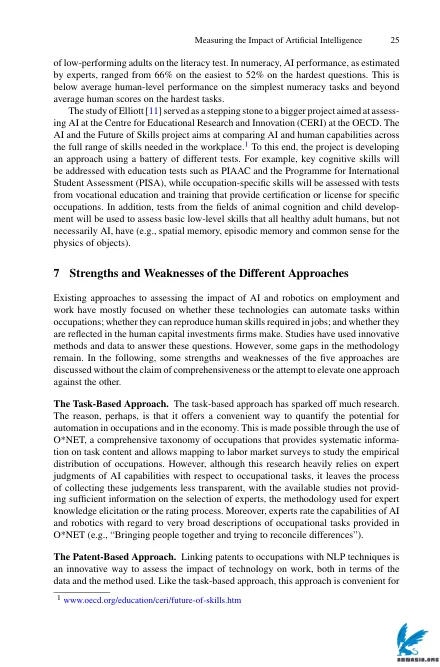 Measuring the Impact of Artificial Intelligence 25
of low-performing adults on the literacy test. In numeracy, AI performance, as estimated
by experts, ranged from 66% on the easiest to 52% on the hardest questions. This is
below average human-level performance on the simplest numeracy tasks and beyond
average human scores on the hardest tasks.
The study of Elliott [11] served as a stepping stone to a bigger project aimed at assess-
ing AI at the Centre for Educational Research and Innovation (CERI) at the OECD. The
AI and the Future of Skills project aims at comparing AI and human capabilities across
the full range of skills needed in the workplace.1 To this end, the project is developing
an approach using a battery of different tests. For example, key cognitive skills will
be addressed with education tests such as PIAAC and the Programme for International
Student Assessment (PISA), while occupation-specific skills will be assessed with tests
from vocational education and training that provide certification or license for specific
occupations. In addition, tests from the fields of animal cognition and child develop-
ment will be used to assess basic low-level skills that all healthy adult humans, but not
necessarily AI, have (e.g., spatial memory, episodic memory and common sense for the
physics of objects).
7 Strengths and Weaknesses of the Different Approaches
Existing approaches to assessing the impact of AI and robotics on employment and
work have mostly focused on whether these technologies can automate tasks within
occupations; whether they can reproduce human skills required in jobs; and whether they
are reflected in the human capital investments firms make. Studies have used innovative
methods and data to answer these questions. However, some gaps in the methodology
remain. In the following, some strengths and weaknesses of the five approaches are
discussed without the claim of comprehensiveness or the attempt to elevate one approach
against the other.
The Task-Based Approach. The task-based approach has sparked off much research.
The reason, perhaps, is that it offers a convenient way to quantify the potential for
automation in occupations and in the economy. This is made possible through the use of
O*NET, a comprehensive taxonomy of occupations that provides systematic informa-
tion on task content and allows mapping to labor market surveys to study the empirical
distribution of occupations. However, although this research heavily relies on expert
judgments of AI capabilities with respect to occupational tasks, it leaves the process
of collecting these judgements less transparent, with the available studies not provid-
ing sufficient information on the selection of experts, the methodology used for expert
knowledge elicitation or the rating process. Moreover, experts rate the capabilities of AI
and robotics with regard to very broad descriptions of occupational tasks provided in
O*NET (e.g., “Bringing people together and trying to reconcile differences”).
The Patent-Based Approach. Linking patents to occupations with NLP techniques is
an innovative way to assess the impact of technology on work, both in terms of the
data and the method used. Like the task-based approach, this approach is convenient for
1 www.oecd.org/education/ceri/future-of-skills.htm